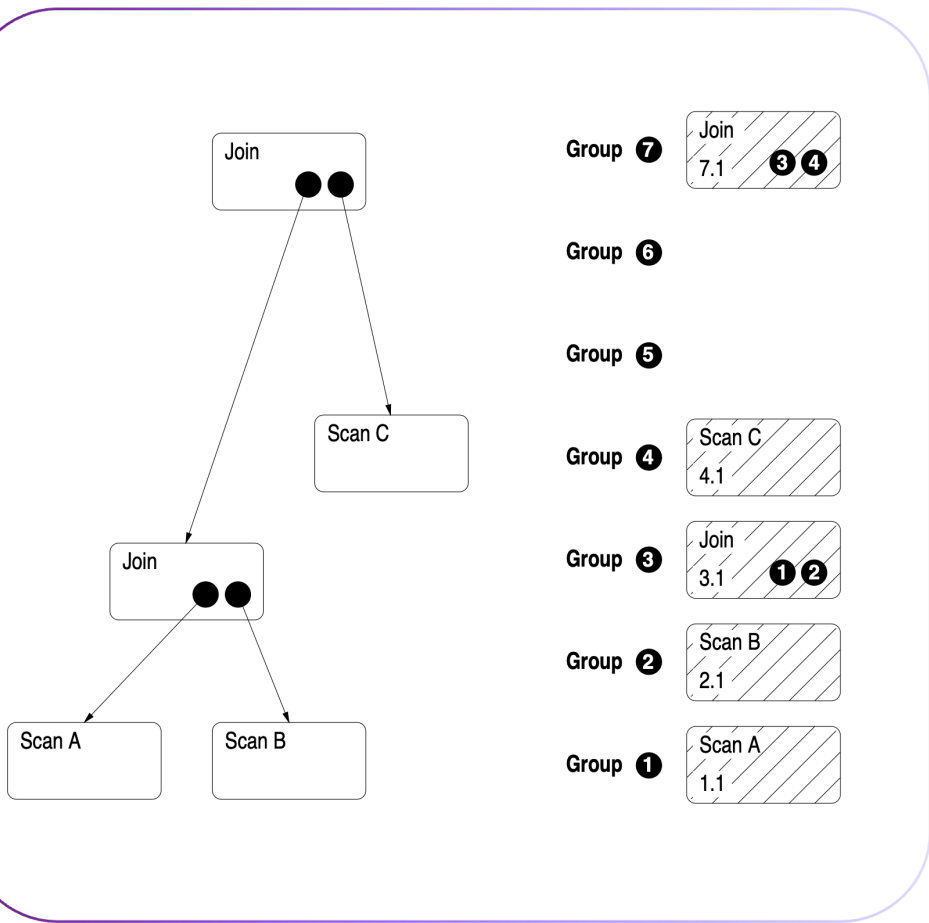 Join
Scan C
Join
Scan A
Scan B
Group 7
Join
7.1 3 4
Group 6
Group 5
Group 4
Scan C
4.1
Group 3
Join
3.1 1 2
Group 2
Scan B
2.1
Group 1
Scan A
1.1